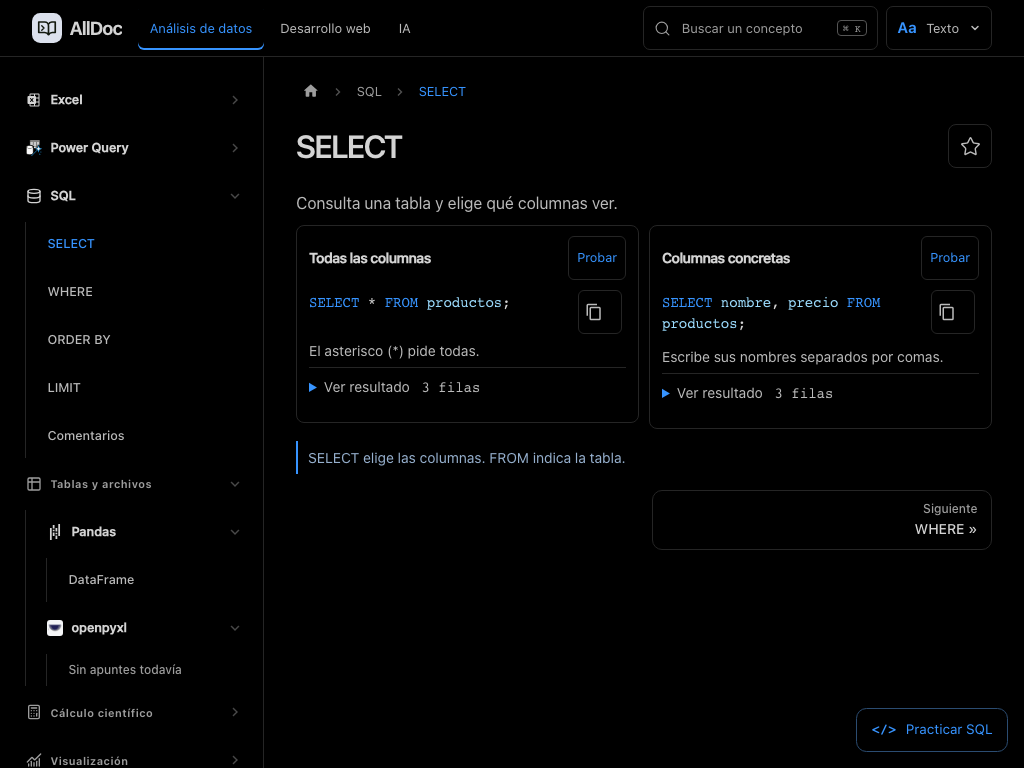 AllDoc
Análisis de datos
Desarrollo web
IA
Buscar un concepto
⌘ K
Aa Texto
Excel
Power Query
SQL
SELECT
WHERE
ORDER BY
LIMIT
Comentarios
Tablas y archivos
Pandas
DataFrame
openpyxl
Sin apuntes todavía
Cálculo científico
Visualización
SQL
SELECT
SELECT
Consulta una tabla y elige qué columnas ver.
Todas las columnas
Probar
SELECT * FROM productos;
El asterisco (*) pide todas.
Ver resultado 3 filas
Columnas concretas
Probar
SELECT nombre, precio FROM
productos;
Escribe sus nombres separados por comas.
Ver resultado 3 filas
SELECT elige las columnas. FROM indica la tabla.
Siguiente
WHERE »
</> Practicar SQL